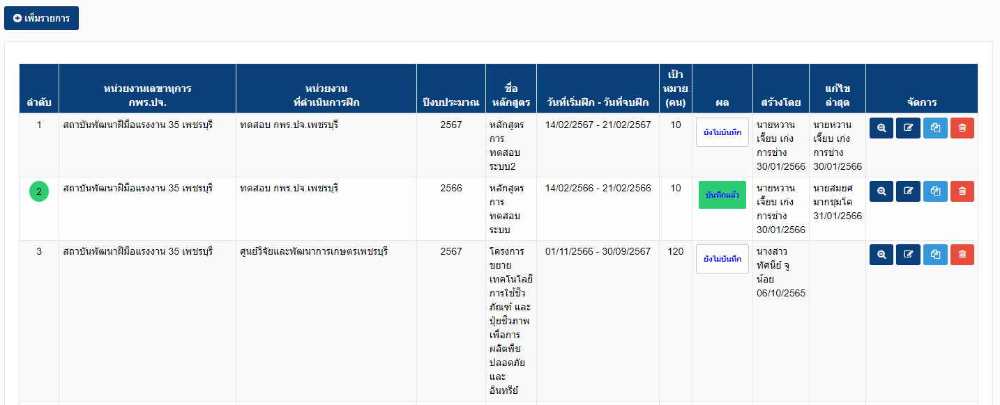 เพิ่มรายการ
ลำดับ
หน่วยงานเลขานุการ
กพร.ปจ.
หน่วยงาน
ที่ดำเนินการฝึก
ปีงบประมาณ
ชื่อ
หลักสูตร
วันที่เริ่มฝึก - วันที่จบฝึก
เป้า
หมาย
(คน)
ผล
สร้างโดย
แก้ไข
ล่าสุด
จัดการ
1
สถาบันพัฒนาฝีมือแรงงาน 35 เพชรบุรี
ทดสอบ กพร.ปจ.เพชรบุรี
2567
หลักสูตร
การ
ทดสอบ
ระบบ2
14/02/2567 - 21/02/2567
10
ยังไม่บันทึก
นายหวาน
เจี๊ยบ เก่ง
การช่าง
30/01/2566
นายหวาน
เจี๊ยบ เก่ง
การช่าง
30/01/2566
2
สถาบันพัฒนาฝีมือแรงงาน 35 เพชรบุรี
ทดสอบ กพร.ปจ.เพชรบุรี
2566
หลักสูตร
การ
ทดสอบ
ระบบ
14/02/2566 - 21/02/2566
10
บันทึกแล้ว
นายหวาน
เจี๊ยบ เก่ง
การช่าง
30/01/2566
นายสมยศ
มากชุมโค
31/01/2566
3
สถาบันพัฒนาฝีมือแรงงาน 35 เพชรบุรี
ศูนย์วิจัยและพัฒนาการเกษตรเพชรบุรี
2567
โครงการ
ขยาย
เทคโนโลยี
การใช้ชีว
ภัณฑ์ และ
ปุ๋ยชีวภาพ
เพื่อการ
ผลิตพืช
ปลอดภัย
และ
อินทรีย์
01/11/2566 - 30/09/2567
120
ยังไม่บันทึก
นางสาว
ทัศนีย์ จู
น้อย
06/10/2565